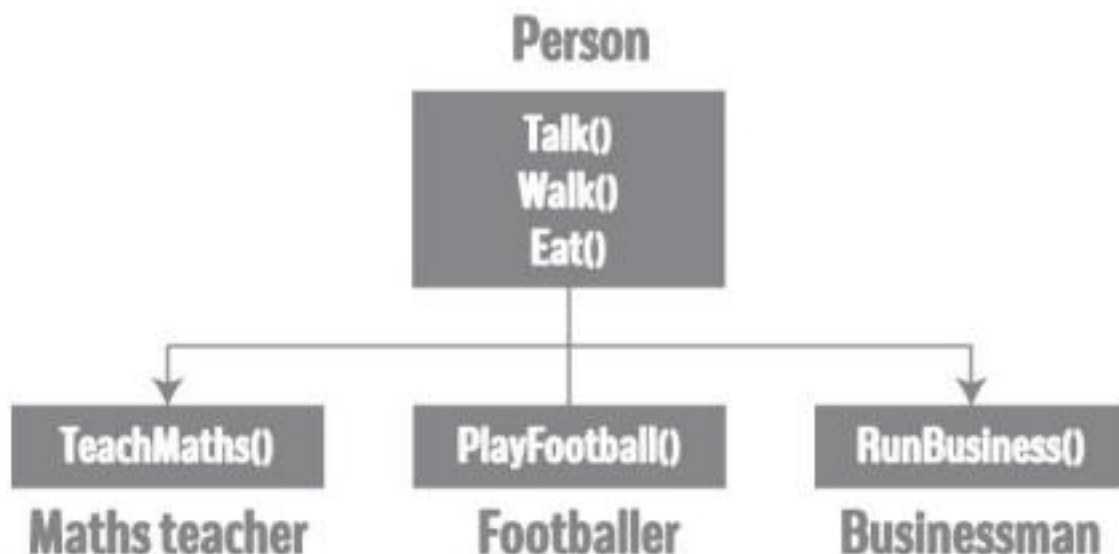 Person
Talk()
Walk()
Eat()
TeachMaths()
PlayFootball()
RunBusiness()
Maths teacher
Footballer
Businessman